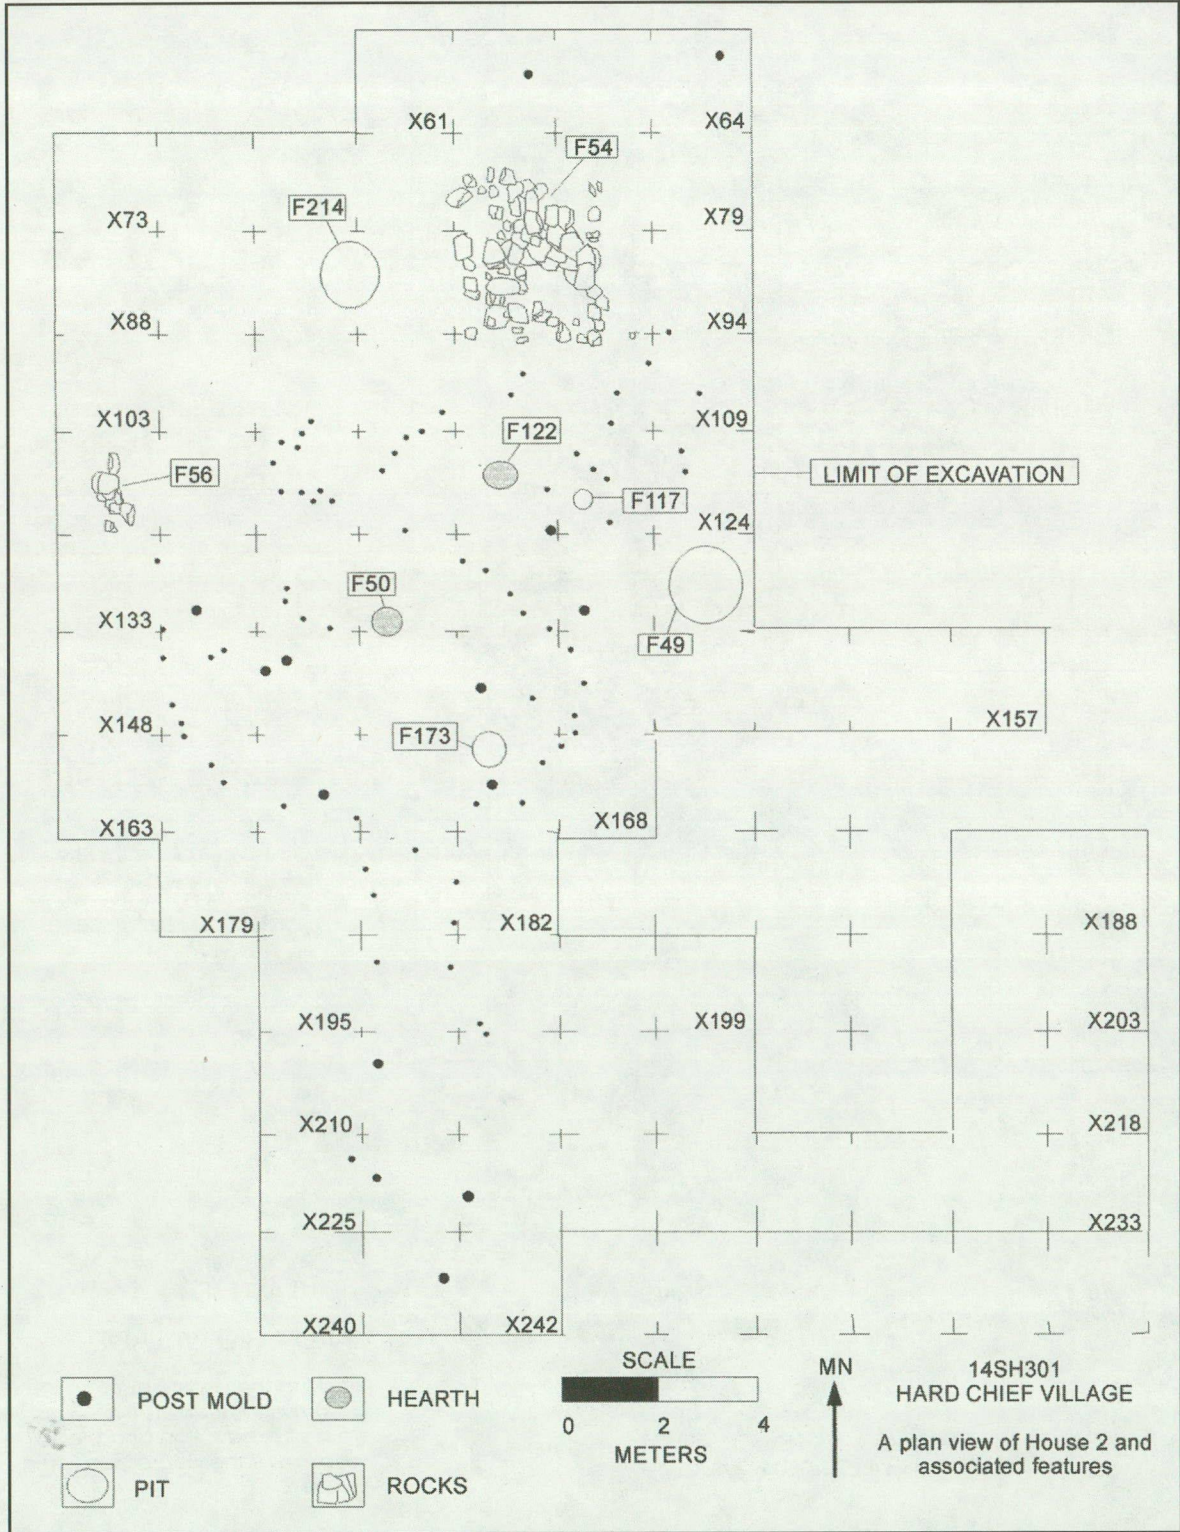 X61
X64
F54
F214
X73
X79
X88
X94
X103
F122
X109
F56
LIMIT OF EXCAVATION
F117
X124
F50
X133
F49
X148
F173
X157
X163
X168
X179
X182
X188
X195
X199
X203
X210
X218
X225
X233
X240
X242
POST MOLD
HEARTH
PIT
ROCKS
SCALE
0 2 4
METERS
MN
14SH301
HARD CHIEF VILLAGE
A plan view of House 2 and
associated features